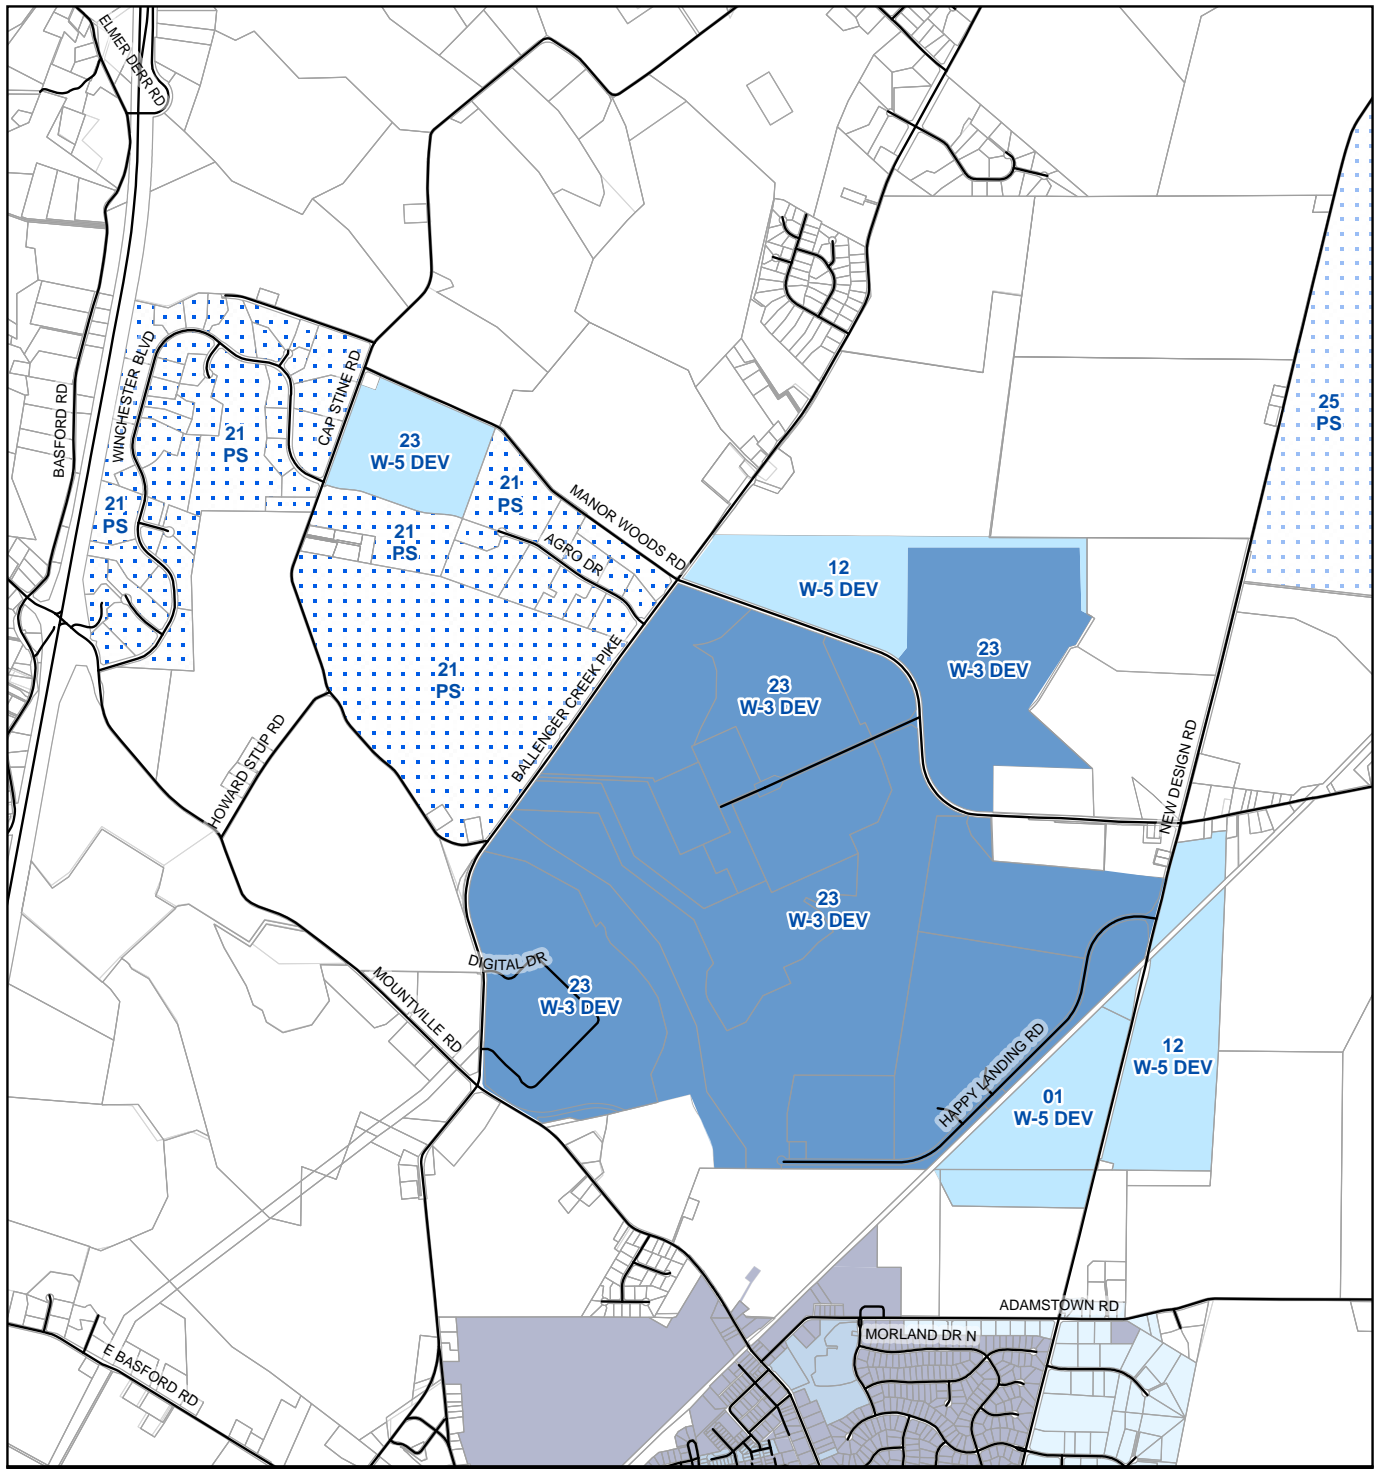 ELMER DERR RD
BASFORD RD
WINCHESTER BLVD
CAP STINE RD
21
PS
21
PS
23
W-5 DEV
21
PS
21
PS
MANOR WOODS RD
AGRO DR
25
PS
12
W-5 DEV
23
W-3 DEV
23
W-3 DEV
21
PS
BALLENGER CREEK PIKE
HOWARD STUP RD
NEW DESIGN RD
23
W-3 DEV
DIGITAL DR
23
W-3 DEV
MOUNTVILLE RD
HAPPY LANDING RD
12
W-5 DEV
01
W-5 DEV
ADAMSTOWN RD
MORLAND DR N
E BASFORD RD